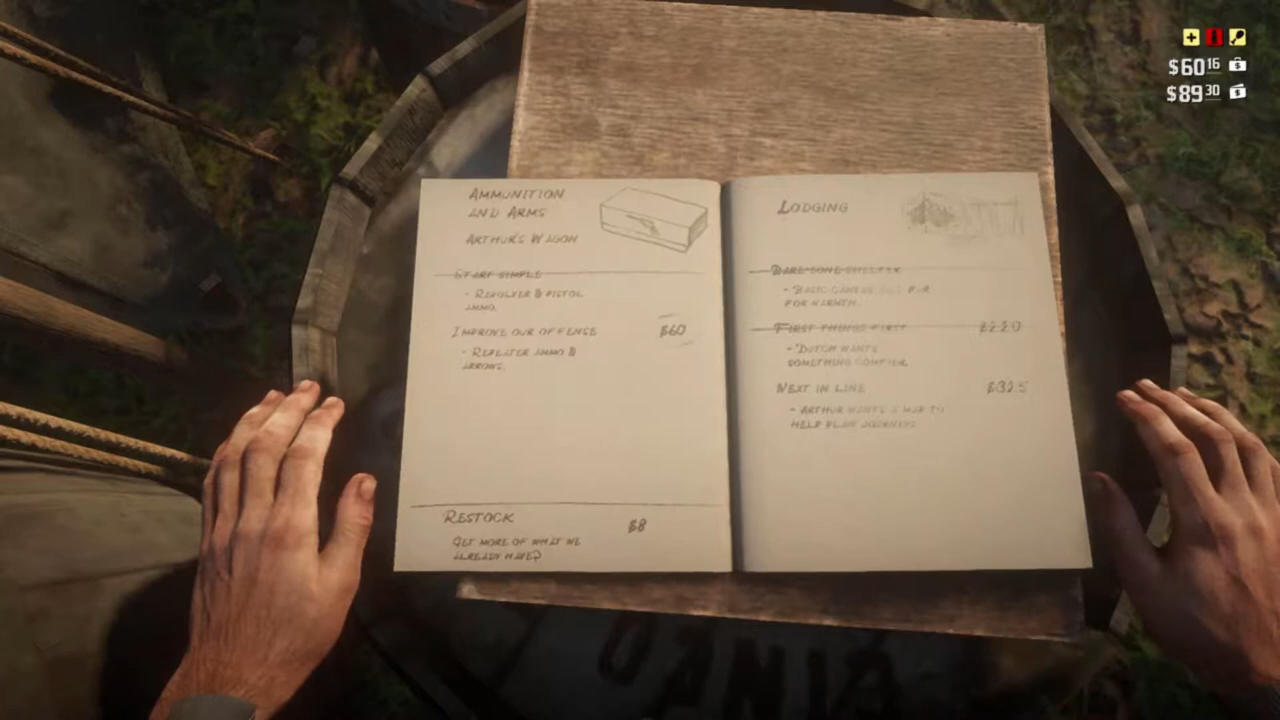 $60 16
$89 30
AMMUNITION
AND ARMS
ARTHUR'S WAGON
START SIMPLE
- REVOLVER & PISTOL
AMMO.
IMPROVE OUR OFFENSE $60
- REPEATER AMMO &
ARROWS.
RESTOCK $8
GET MORE OF WHAT WE
ALREADY HAVE?
LODGING
BARE-BONE SHELTER
- BASIC CANVAS AND FUR
FOR WARMTH.
FIRST THINGS FIRST $220
- DUTCH WANTS
SOMETHING COMFIER.
NEXT IN LINE $325
- ARTHUR WANTS A MAP TO
HELP PLAN JOURNEYS